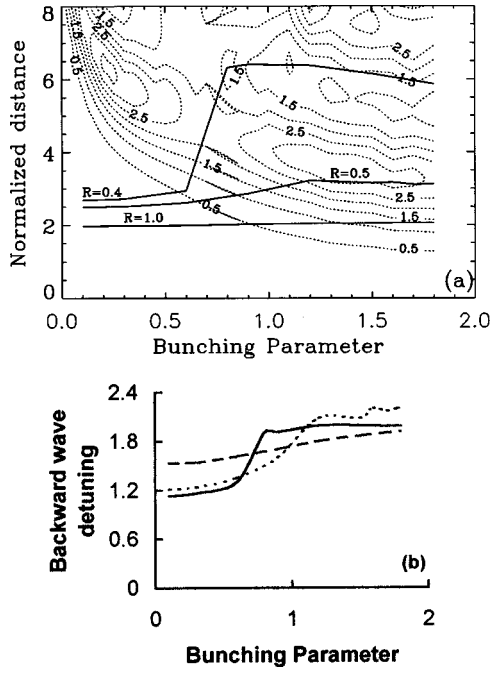 8
6
4
2
0
Normalized distance
1.5
2.5
0.5
2.5
1.5
2.5
1.5
1.5
2.5
1.5
0.5
2.5
1.5
0.5
R=0.4
R=0.5
R=1.0
(a)
0.0 0.5 1.0 1.5 2.0
Bunching Parameter
2.4
1.8
1.2
0.6
0
Backward wave
detuning
(b)
0 1 2
Bunching Parameter